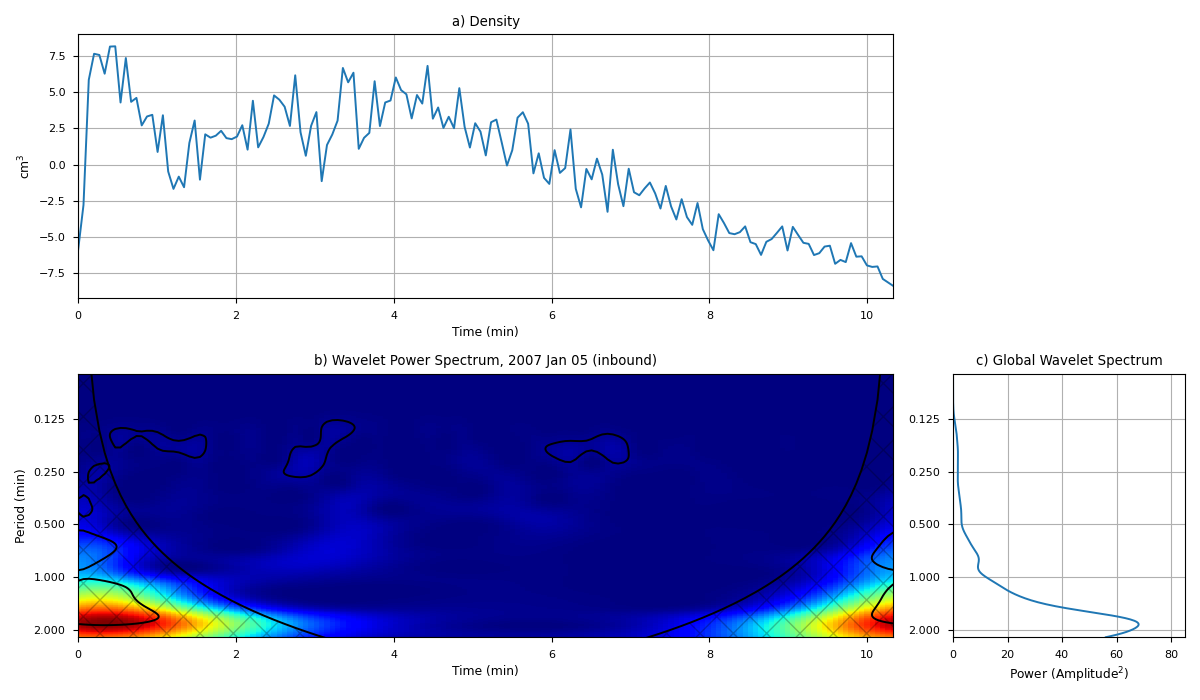 a) Density
7.5
5.0
2.5
0.0
−2.5
−5.0
−7.5
cm³
0 2 4 6 8 10
Time (min)
b) Wavelet Power Spectrum, 2007 Jan 05 (inbound)
0.125
0.250
0.500
1.000
2.000
Period (min)
0 2 4 6 8 10
Time (min)
c) Global Wavelet Spectrum
0.125
0.250
0.500
1.000
2.000
0 20 40 60 80
Power (Amplitude²)